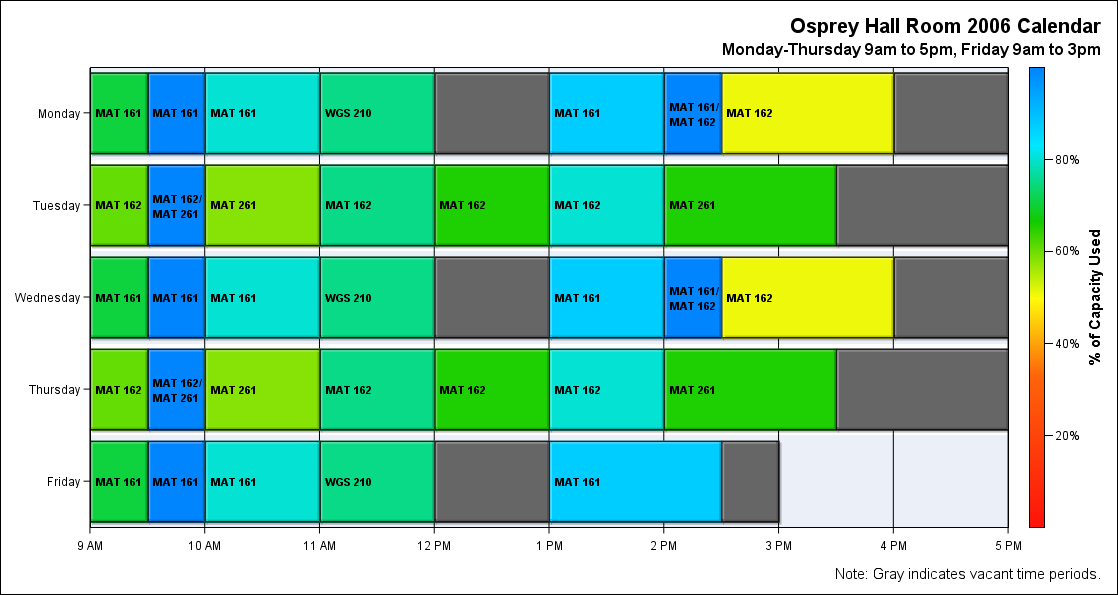 Osprey Hall Room 2006 Calendar
Monday-Thursday 9am to 5pm, Friday 9am to 3pm
Monday
MAT 161
MAT 161
MAT 161
WGS 210
MAT 161
MAT 161/
MAT 162
MAT 162
Tuesday
MAT 162
MAT 162/
MAT 261
MAT 261
MAT 162
MAT 162
MAT 162
MAT 261
Wednesday
MAT 161
MAT 161
MAT 161
WGS 210
MAT 161
MAT 161/
MAT 162
MAT 162
Thursday
MAT 162
MAT 162/
MAT 261
MAT 261
MAT 162
MAT 162
MAT 162
MAT 261
Friday
MAT 161
MAT 161
MAT 161
WGS 210
MAT 161
9 AM
10 AM
11 AM
12 PM
1 PM
2 PM
3 PM
4 PM
5 PM
80%
60%
40%
20%
% of Capacity Used
Note: Gray indicates vacant time periods.